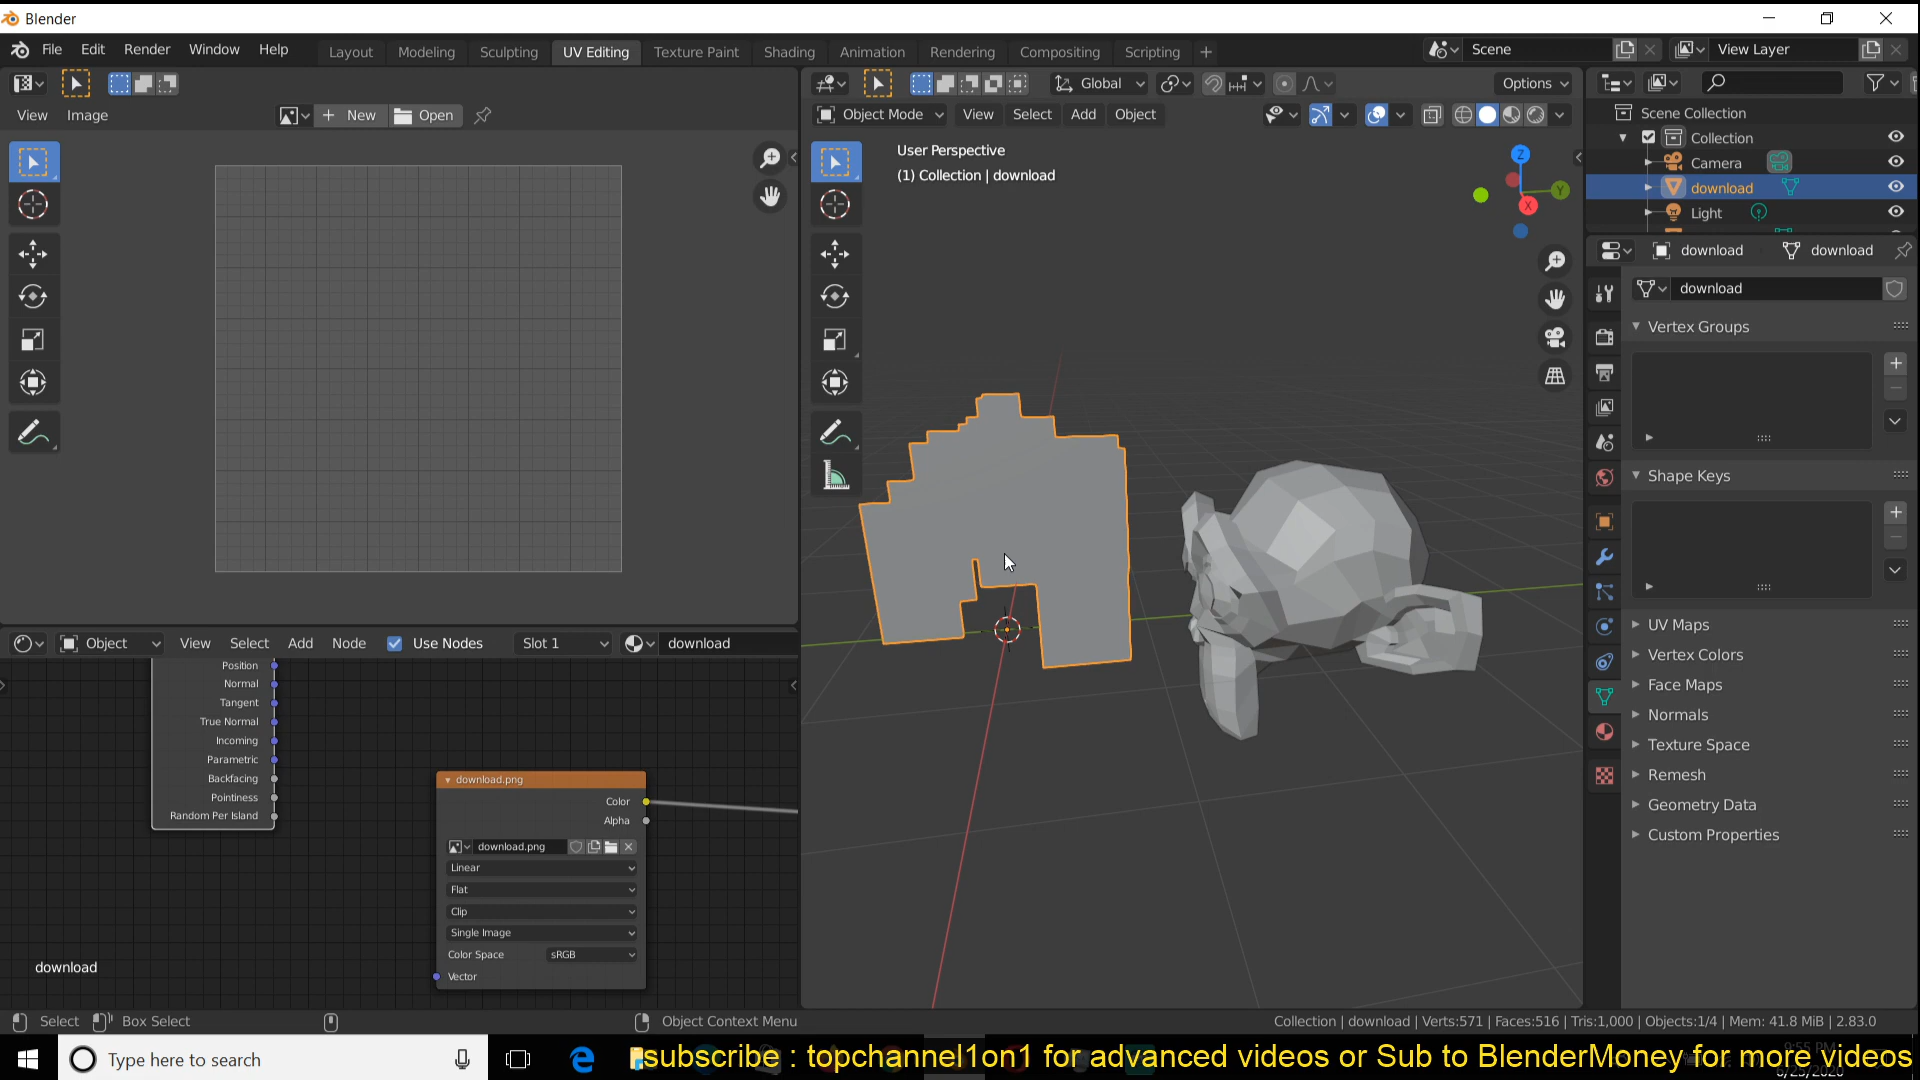 Blender
File Edit Render Window Help
Layout Modeling Sculpting UV Editing Texture Paint Shading Animation Rendering Compositing Scripting +
Scene
View Layer
Global
Options
View Image
+ New Open
Object Mode View Select Add Object
User Perspective
(1) Collection | download
Z
Y
X
Scene Collection
Collection
Camera
download
Light
download download
download
Vertex Groups
Shape Keys
UV Maps
Vertex Colors
Face Maps
Normals
Texture Space
Remesh
Geometry Data
Custom Properties
Object View Select Add Node Use Nodes Slot 1 download
Position
Normal
Tangent
True Normal
Incoming
Parametric
Backfacing
Pointiness
Random Per Island
download.png
Color
Alpha
download.png
Linear
Flat
Clip
Single Image
Color Space sRGB
Vector
download
Select Box Select Object Context Menu
Collection | download | Verts:571 | Faces:516 | Tris:1,000 | Objects:1/4 | Mem: 41.8 MiB | 2.83.0
Type here to search
subscribe : topchannel1on1 for advanced videos or Sub to BlenderMoney for more videos
9:55 PM
6/25/2020